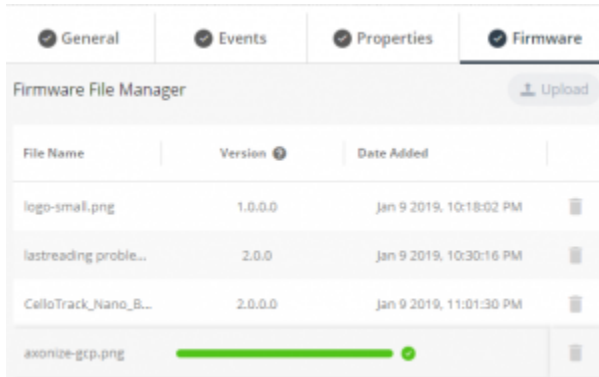 General Events Properties Firmware
Firmware File Manager Upload
File Name Version Date Added
logo-small.png 1.0.0.0 Jan 9 2019, 10:18:02 PM
lastreading proble... 2.0.0 Jan 9 2019, 10:30:16 PM
CelloTrack_Nano_B... 2.0.0.0 Jan 9 2019, 11:01:30 PM
axonize-gcp.png